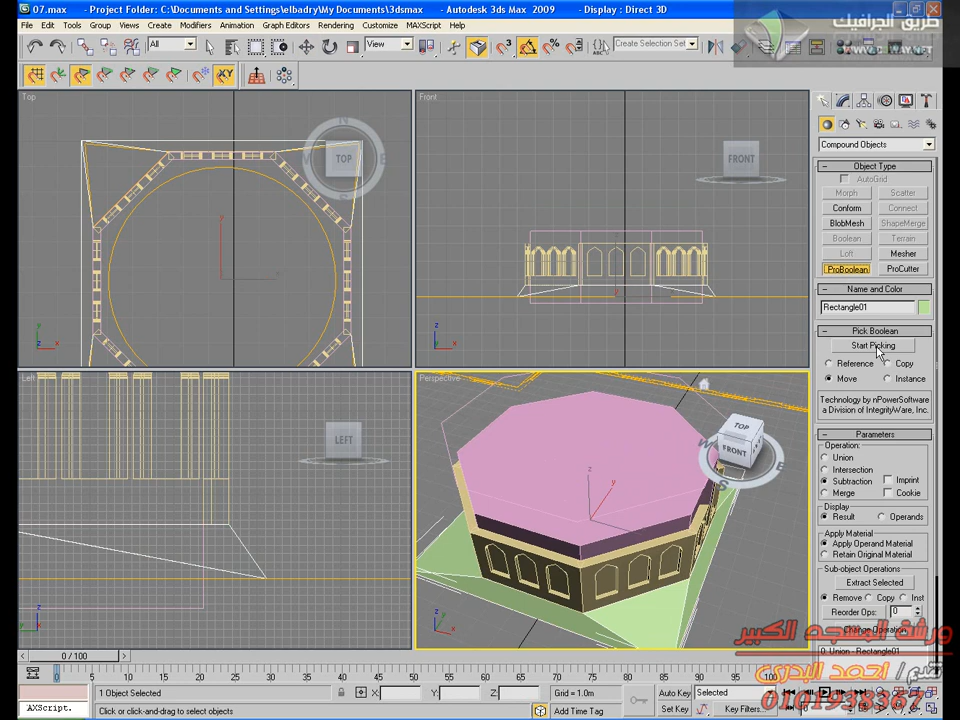 07.max - Project Folder: C:\Documents and Settings\elbadry\My Documents\3dsmax - Autodesk 3ds Max 2009 - Display : Direct 3D
طريق الجرافيك
File Edit Tools Group Views Create Modifiers Animation Graph Editors Rendering Customize MAXScript Help
All View Create Selection Set
Top
Front
TOP
FRONT
Left
Perspective
LEFT
TOP
FRONT
Compound Objects
Object Type
AutoGrid
Morph Scatter
Conform Connect
BlobMesh ShapeMerge
Boolean Terrain
Loft Mesher
ProBoolean ProCutter
Name and Color
Rectangle01
Pick Boolean
Start Picking
Reference Copy
Move Instance
Technology by nPowerSoftware
a Division of IntegrityWare, Inc.
Parameters
Operation:
Union
Intersection
Subtraction Imprint
Merge Cookie
Display
Result Operands
Apply Material
Apply Operand Material
Retain Original Material
Sub-object Operations
Extract Selected
Remove Copy Inst
Reorder Ops: 0
Change Operation
0: Union - Rectangle01
ورشة المسجد الكبير
م / احمد البدرى
0101938367
0 / 100
0 5 10 15 20 25 30 35 40 45 50 55 60 65 70 75 80 85 90 95 100
1 Object Selected X: Y: Z: Grid = 1.0m Auto Key Selected
Click or click-and-drag to select objects Add Time Tag Set Key Key Filters...